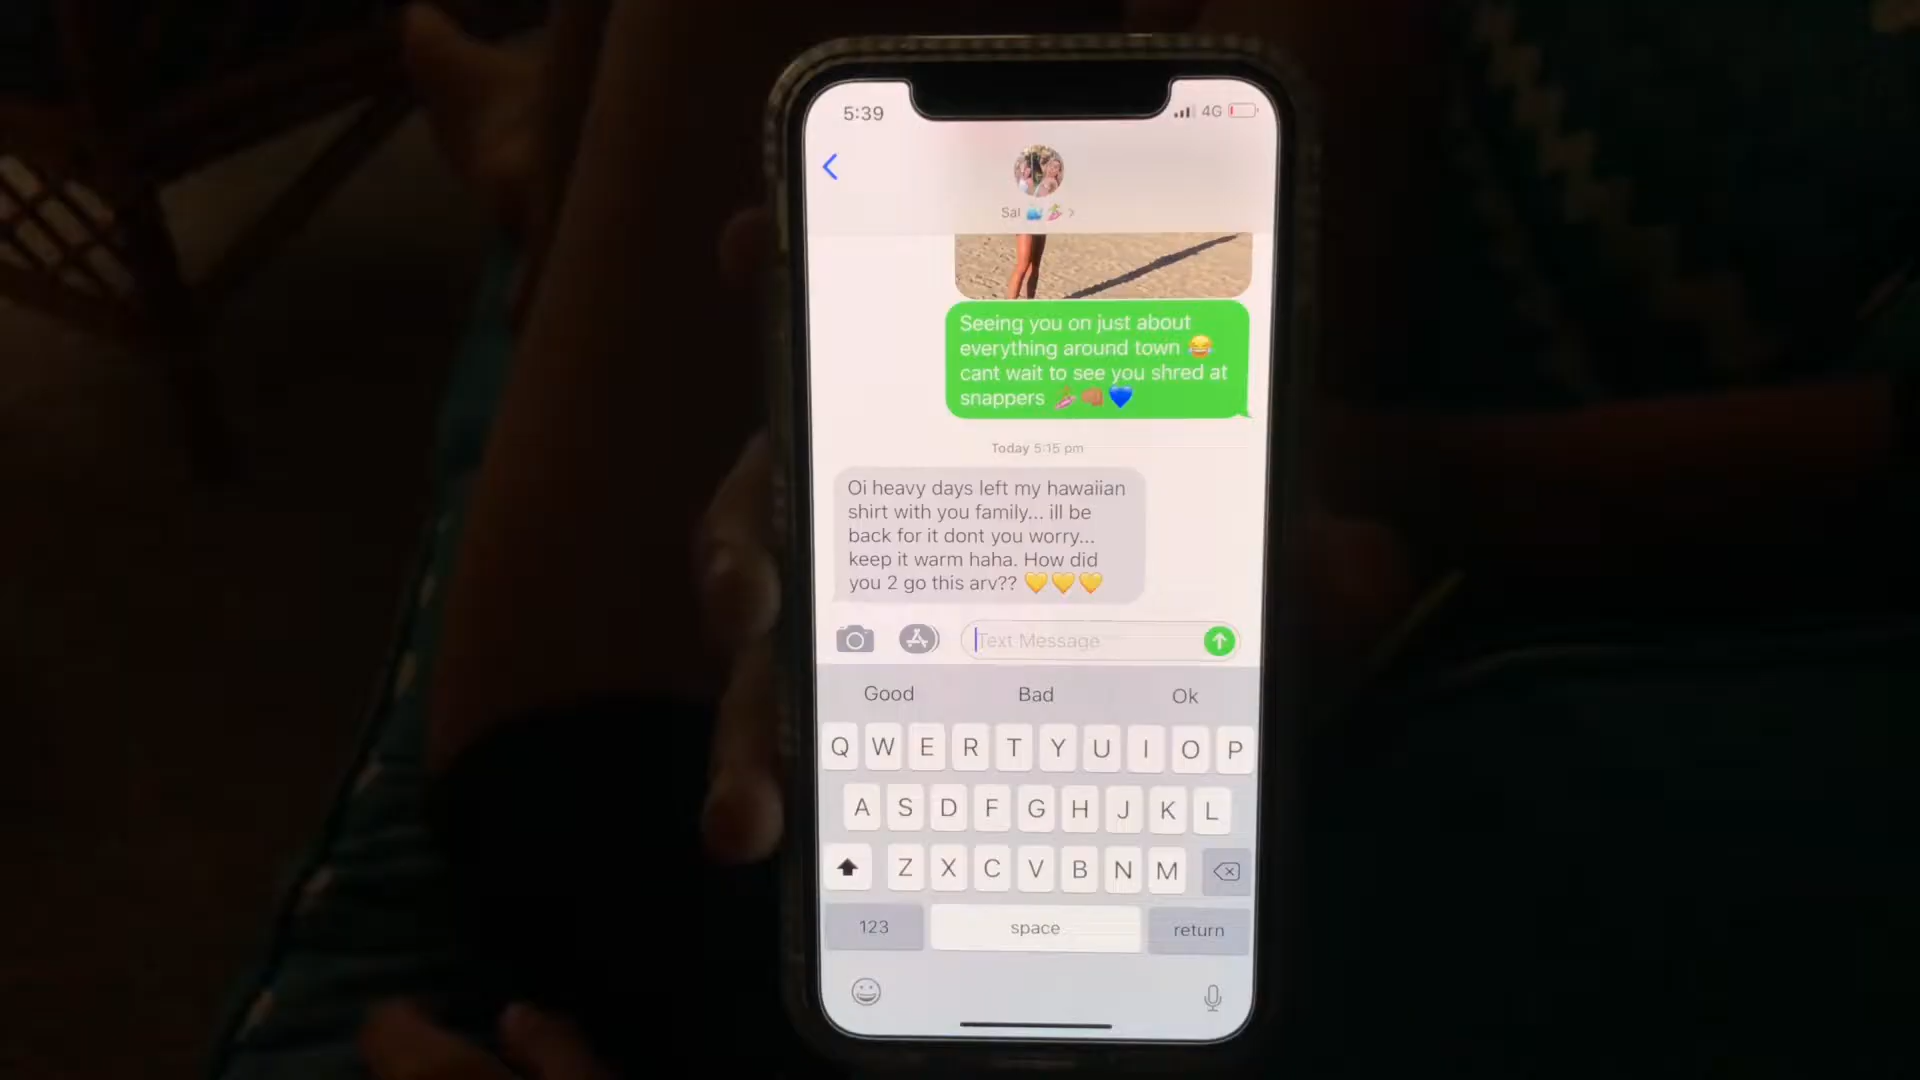 5:39
4G
Sal
Seeing you on just about
everything around town 😂
cant wait to see you shred at
snappers 🏄‍♀️👊💙
Today 5:15 pm
Oi heavy days left my hawaiian
shirt with you family... ill be
back for it dont you worry...
keep it warm haha. How did
you 2 go this arv?? 💛💛💛
Text Message
Good Bad Ok
Q W E R T Y U I O P
A S D F G H J K L
Z X C V B N M
123 space return